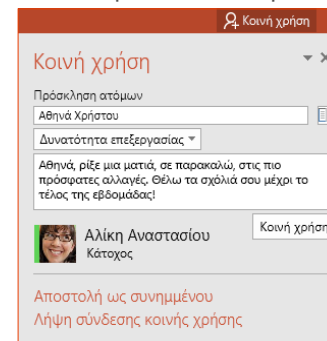 Κοινή χρήση
Κοινή χρήση
Πρόσκληση ατόμων
Αθηνά Χρήστου
Δυνατότητα επεξεργασίας
Αθηνά, ρίξε μια ματιά, σε παρακαλώ, στις πιο
πρόσφατες αλλαγές. Θέλω τα σχόλιά σου μέχρι το
τέλος της εβδομάδας!
Κοινή χρήση
Αλίκη Αναστασίου
Κάτοχος
Αποστολή ως συνημμένου
Λήψη σύνδεσης κοινής χρήσης